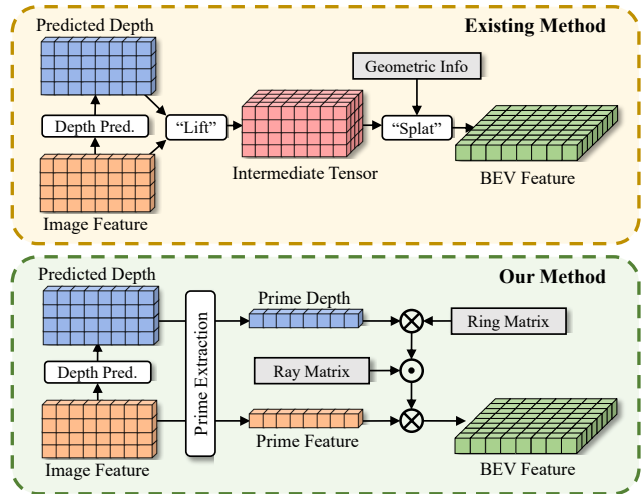 Predicted Depth
Existing Method
Geometric Info
Depth Pred.
“Lift”
“Splat”
Intermediate Tensor
BEV Feature
Image Feature
Predicted Depth
Our Method
Prime Depth
Ring Matrix
Prime Extraction
Depth Pred.
Ray Matrix
Prime Feature
Image Feature
BEV Feature